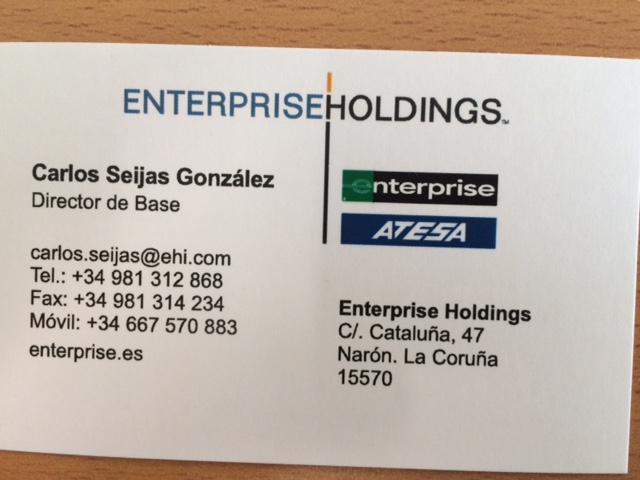 ENTERPRISEHOLDINGS™
Carlos Seijas González
Director de Base
carlos.seijas@ehi.com
Tel.: +34 981 312 868
Fax: +34 981 314 234
Móvil: +34 667 570 883
enterprise.es
enterprise
ATESA
Enterprise Holdings
C/. Cataluña, 47
Narón. La Coruña
15570